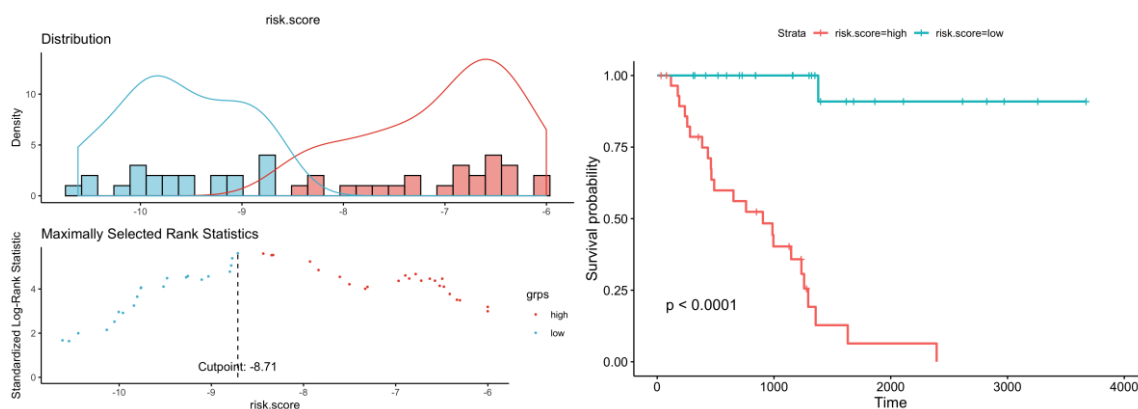 risk.score
Distribution
Density
10
5
0
-10 -9 -8 -7 -6
Maximally Selected Rank Statistics
Standardized Log-Rank Statistic
4
2
0
Cutpoint: -8.71
-10 -9 -8 -7 -6
risk.score
grps
high
low
Strata risk.score=high risk.score=low
Survival probability
1.00
0.75
0.50
0.25
0.00
p < 0.0001
0 1000 2000 3000 4000
Time